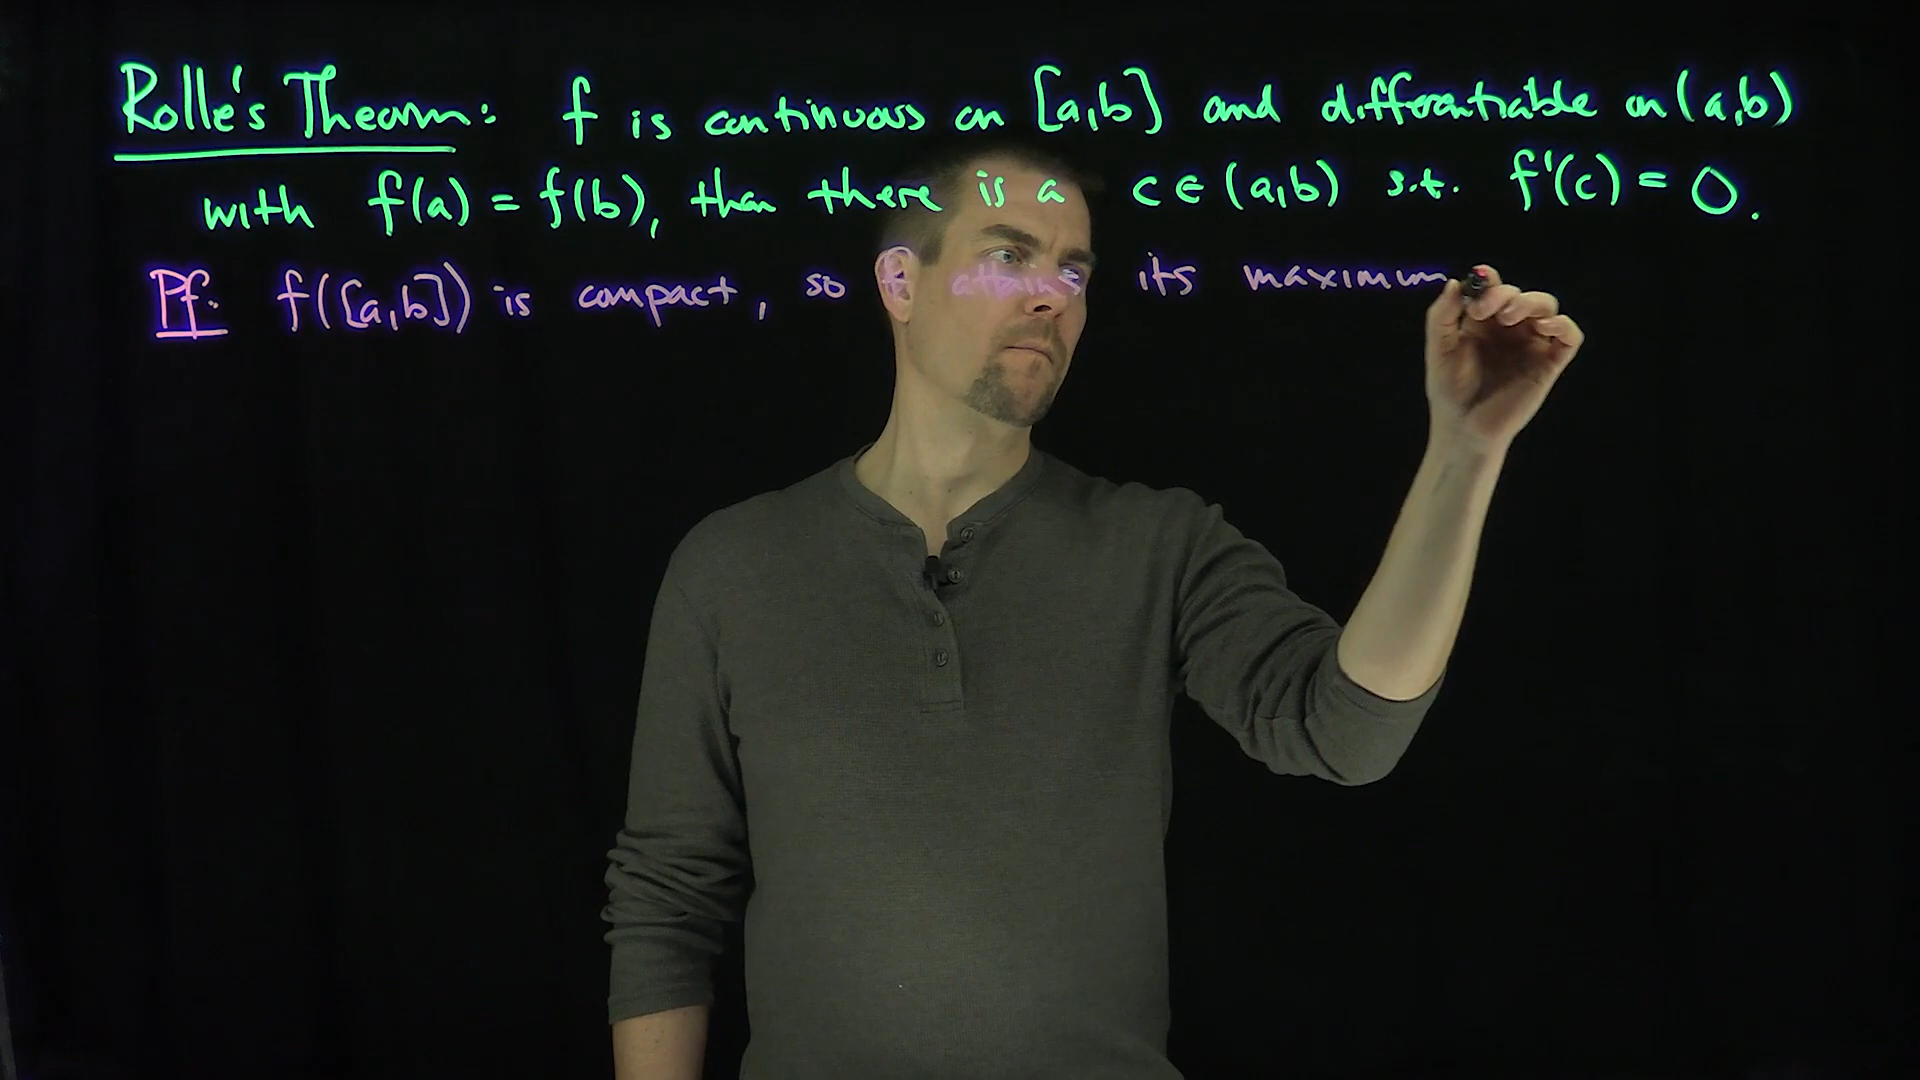 Rolle's Theorem: f is continuous on [a,b] and differentiable on (a,b)
with f(a) = f(b), then there is a c ∈ (a,b) s.t. f'(c) = 0.
Pf: f([a,b]) is compact, so f attains its maximum